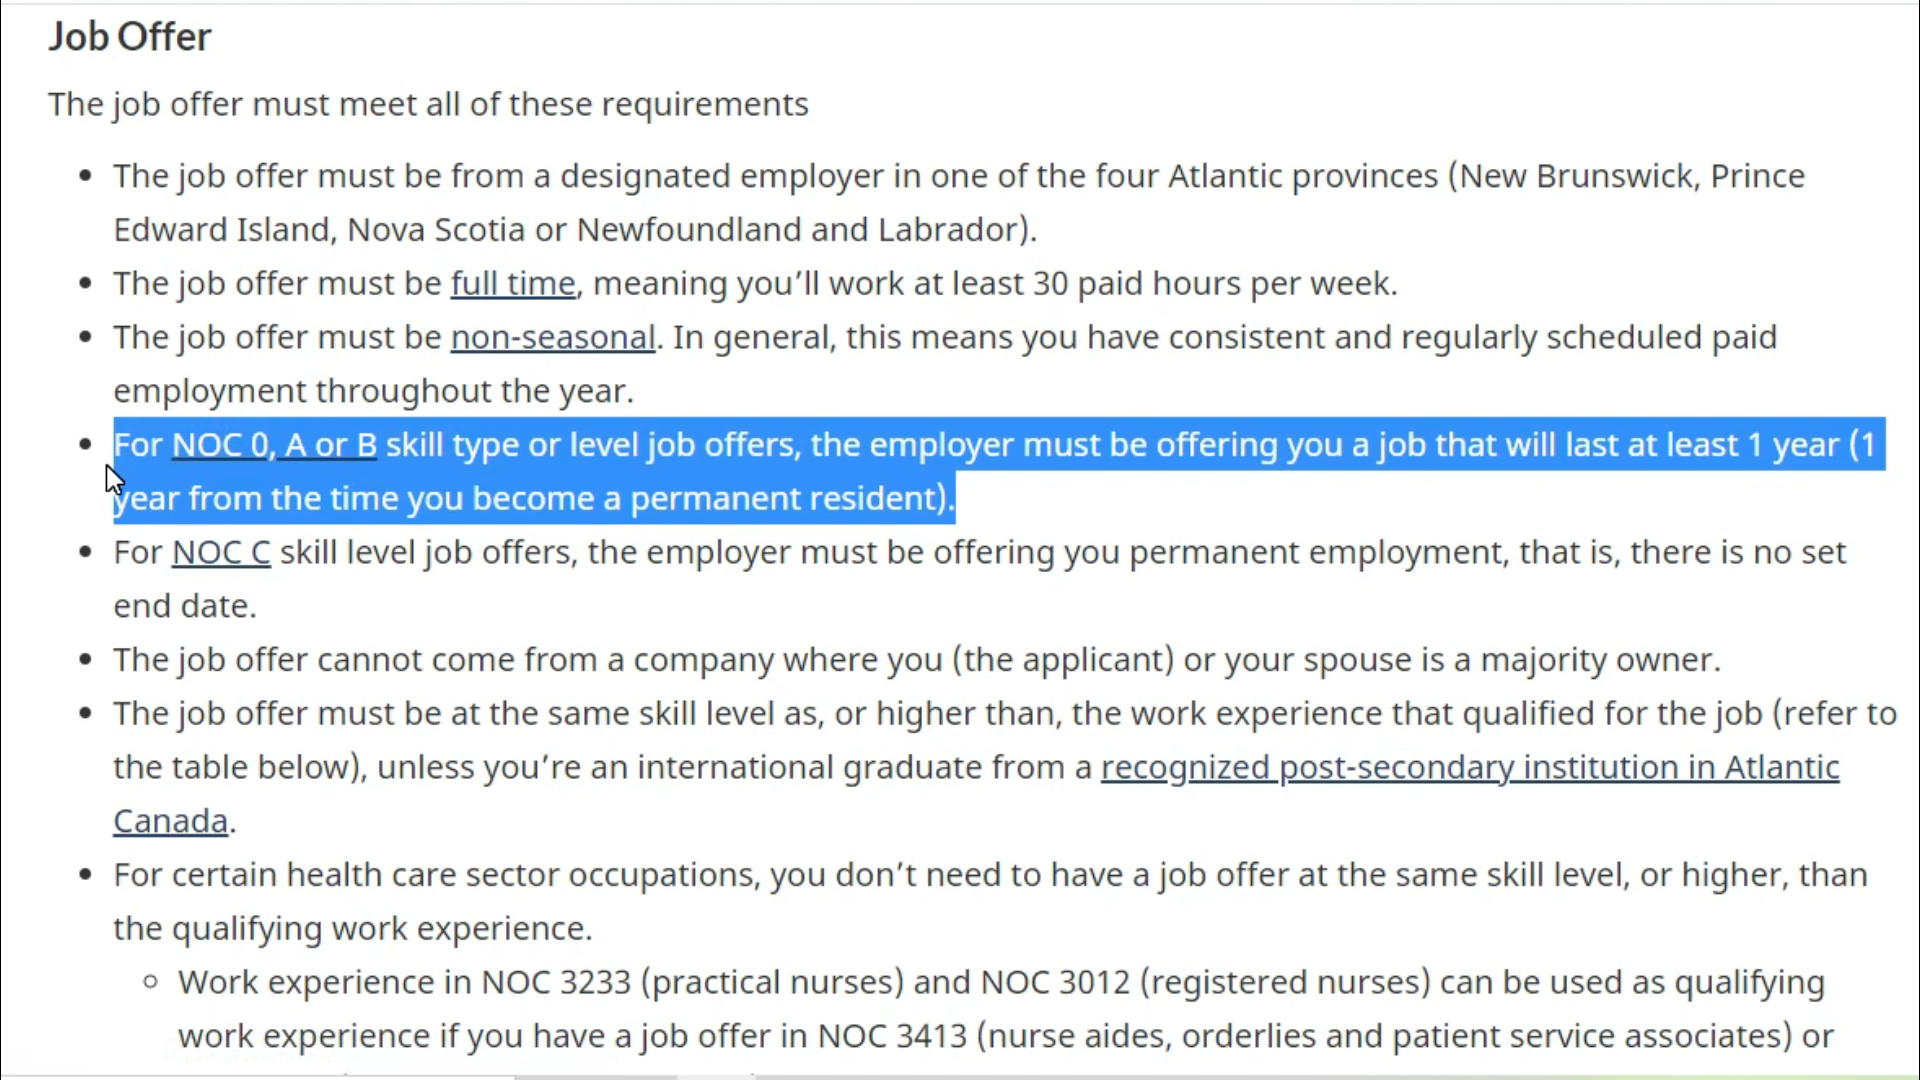 Job Offer
The job offer must meet all of these requirements
• The job offer must be from a designated employer in one of the four Atlantic provinces (New Brunswick, Prince
Edward Island, Nova Scotia or Newfoundland and Labrador).
• The job offer must be full time, meaning you’ll work at least 30 paid hours per week.
• The job offer must be non-seasonal. In general, this means you have consistent and regularly scheduled paid
employment throughout the year.
• For NOC 0, A or B skill type or level job offers, the employer must be offering you a job that will last at least 1 year (1
year from the time you become a permanent resident).
• For NOC C skill level job offers, the employer must be offering you permanent employment, that is, there is no set
end date.
• The job offer cannot come from a company where you (the applicant) or your spouse is a majority owner.
• The job offer must be at the same skill level as, or higher than, the work experience that qualified for the job (refer to
the table below), unless you’re an international graduate from a recognized post-secondary institution in Atlantic
Canada.
• For certain health care sector occupations, you don’t need to have a job offer at the same skill level, or higher, than
the qualifying work experience.
◦ Work experience in NOC 3233 (practical nurses) and NOC 3012 (registered nurses) can be used as qualifying
work experience if you have a job offer in NOC 3413 (nurse aides, orderlies and patient service associates) or